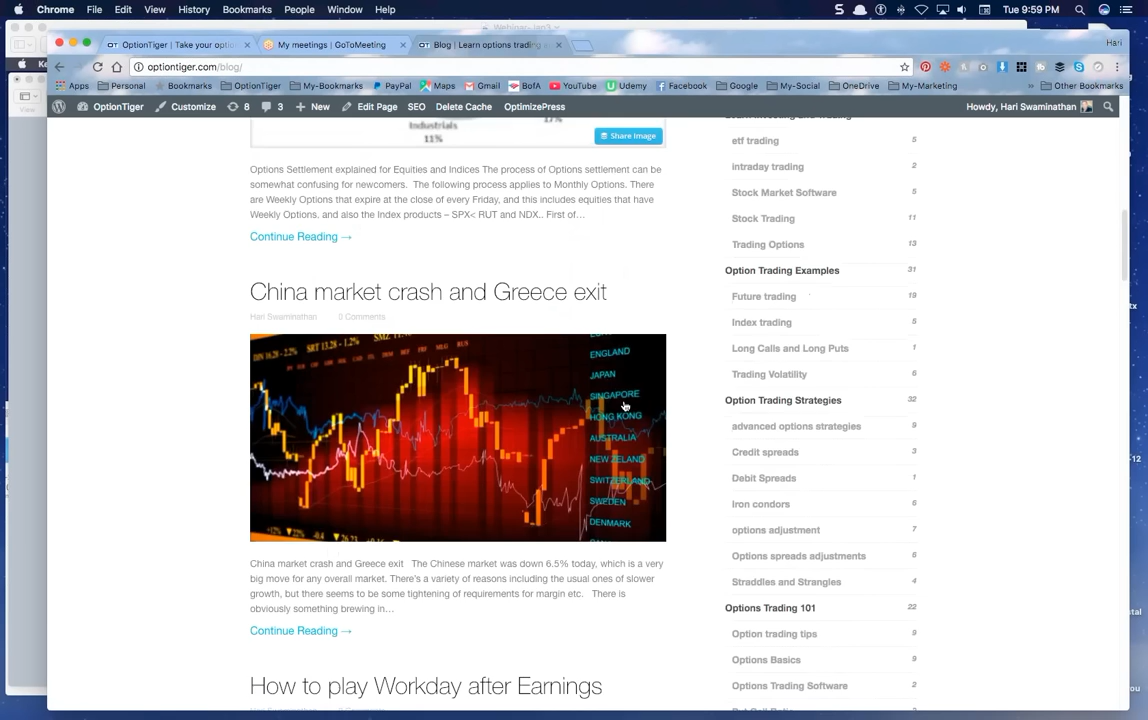 Chrome File Edit View History Bookmarks People Window Help
Tue 9:59 PM
OptionTiger | Take your optio
My meetings | GoToMeeting
Blog | Learn options trading
Hari
optiontiger.com/blog/
Apps Personal Bookmarks OptionTiger My-Bookmarks PayPal Maps Gmail BofA YouTube Udemy Facebook Google My-Social OneDrive My-Marketing Other Bookmarks
OptionTiger Customize 8 3 New Edit Page SEO Delete Cache OptimizePress Howdy, Hari Swaminathan
View
Industrials
11%
17%
Share Image
Options Settlement explained for Equities and Indices The process of Options settlement can be
somewhat confusing for newcomers. The following process applies to Monthly Options. There
are Weekly Options that expire at the close of every Friday, and this includes equities that have
Weekly Options, and also the Index products – SPX< RUT and NDX.. First of…
Continue Reading →
China market crash and Greece exit
Hari Swaminathan 0 Comments
ENGLAND
JAPAN
SINGAPORE
HONG KONG
AUSTRALIA
NEW ZELAND
SWITZERLAND
SWEDEN
DENMARK
China market crash and Greece exit The Chinese market was down 6.5% today, which is a very
big move for any overall market. There's a variety of reasons including the usual ones of slower
growth, but there seems to be some tightening of requirements for margin etc. There is
obviously something brewing in…
Continue Reading →
How to play Workday after Earnings
etf trading 5
intraday trading 2
Stock Market Software 5
Stock Trading 11
Trading Options 13
Option Trading Examples 31
Future trading 19
Index trading 5
Long Calls and Long Puts 1
Trading Volatility 6
Option Trading Strategies 32
advanced options strategies 9
Credit spreads 3
Debit Spreads 1
Iron condors 6
options adjustment 7
Options spreads adjustments 6
Straddles and Strangles 4
Options Trading 101 22
Option trading tips 9
Options Basics 9
Options Trading Software 2